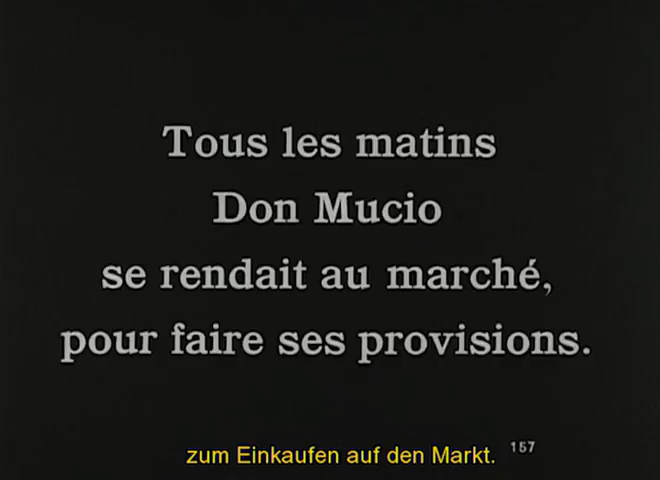 Tous les matins
Don Mucio
se rendait au marché,
pour faire ses provisions.
157
zum Einkaufen auf den Markt.